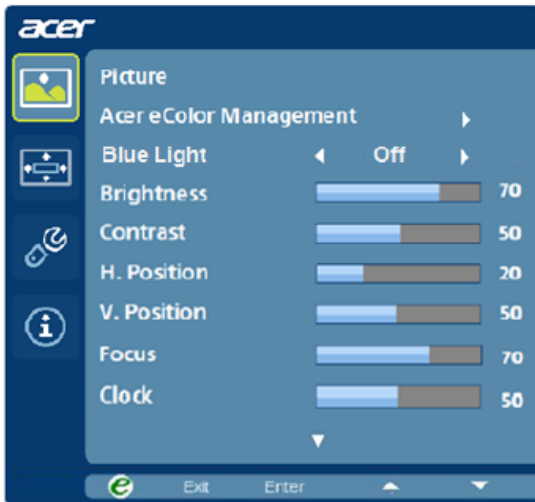 acer
Picture
Acer eColor Management
Blue Light Off
Brightness 70
Contrast 50
H. Position 20
V. Position 50
Focus 70
Clock 50
e Exit Enter